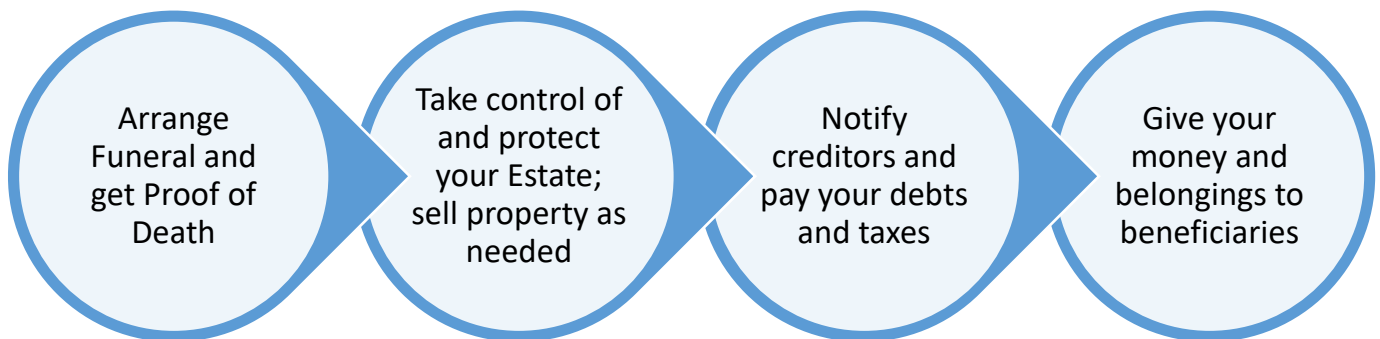 Arrange
Funeral and
get Proof of
Death
Take control of
and protect
your Estate;
sell property as
needed
Notify
creditors and
pay your debts
and taxes
Give your
money and
belongings to
beneficiaries